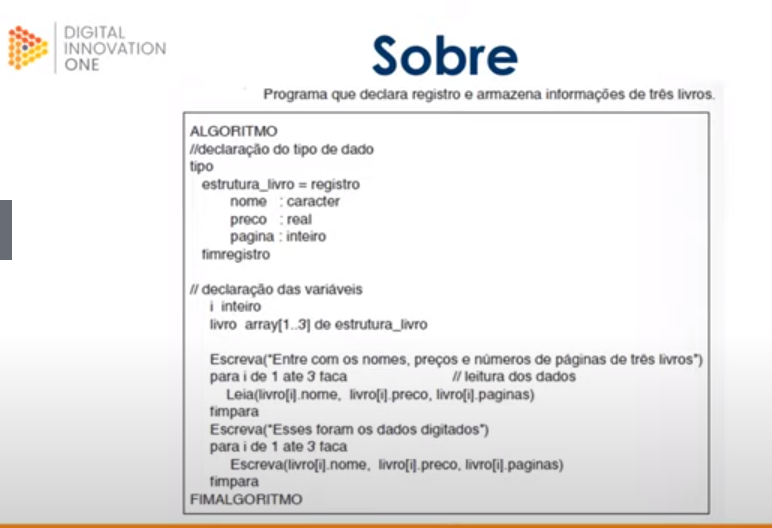 DIGITAL
INNOVATION
ONE
Sobre
Programa que declara registro e armazena informações de três livros.
ALGORITMO
//declaração do tipo de dado
tipo
estrutura_livro = registro
nome : caracter
preco : real
pagina : inteiro
fimregistro
// declaração das variáveis
i inteiro
livro array[1..3] de estrutura_livro
Escreva("Entre com os nomes, preços e números de páginas de três livros")
para i de 1 ate 3 faca // leitura dos dados
Leia(livro[i].nome, livro[i].preco, livro[i].paginas)
fimpara
Escreva("Esses foram os dados digitados")
para i de 1 ate 3 faca
Escreva(livro[i].nome, livro[i].preco, livro[i].paginas)
fimpara
FIMALGORITMO